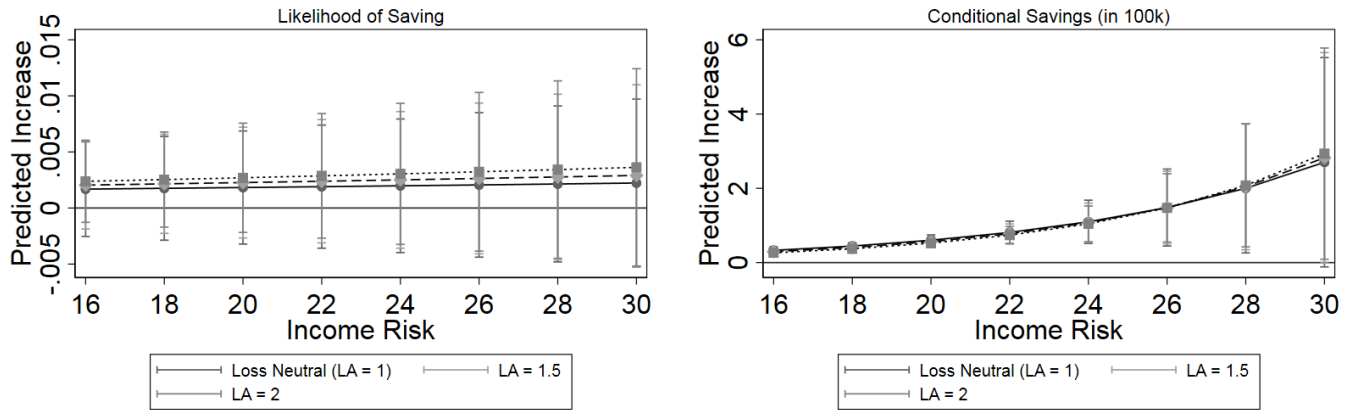 Likelihood of Saving
Predicted Increase
.015
.01
.005
0
-.005
16 18 20 22 24 26 28 30
Income Risk
Loss Neutral (LA = 1) LA = 1.5
LA = 2
Conditional Savings (in 100k)
Predicted Increase
6
4
2
0
16 18 20 22 24 26 28 30
Income Risk
Loss Neutral (LA = 1) LA = 1.5
LA = 2